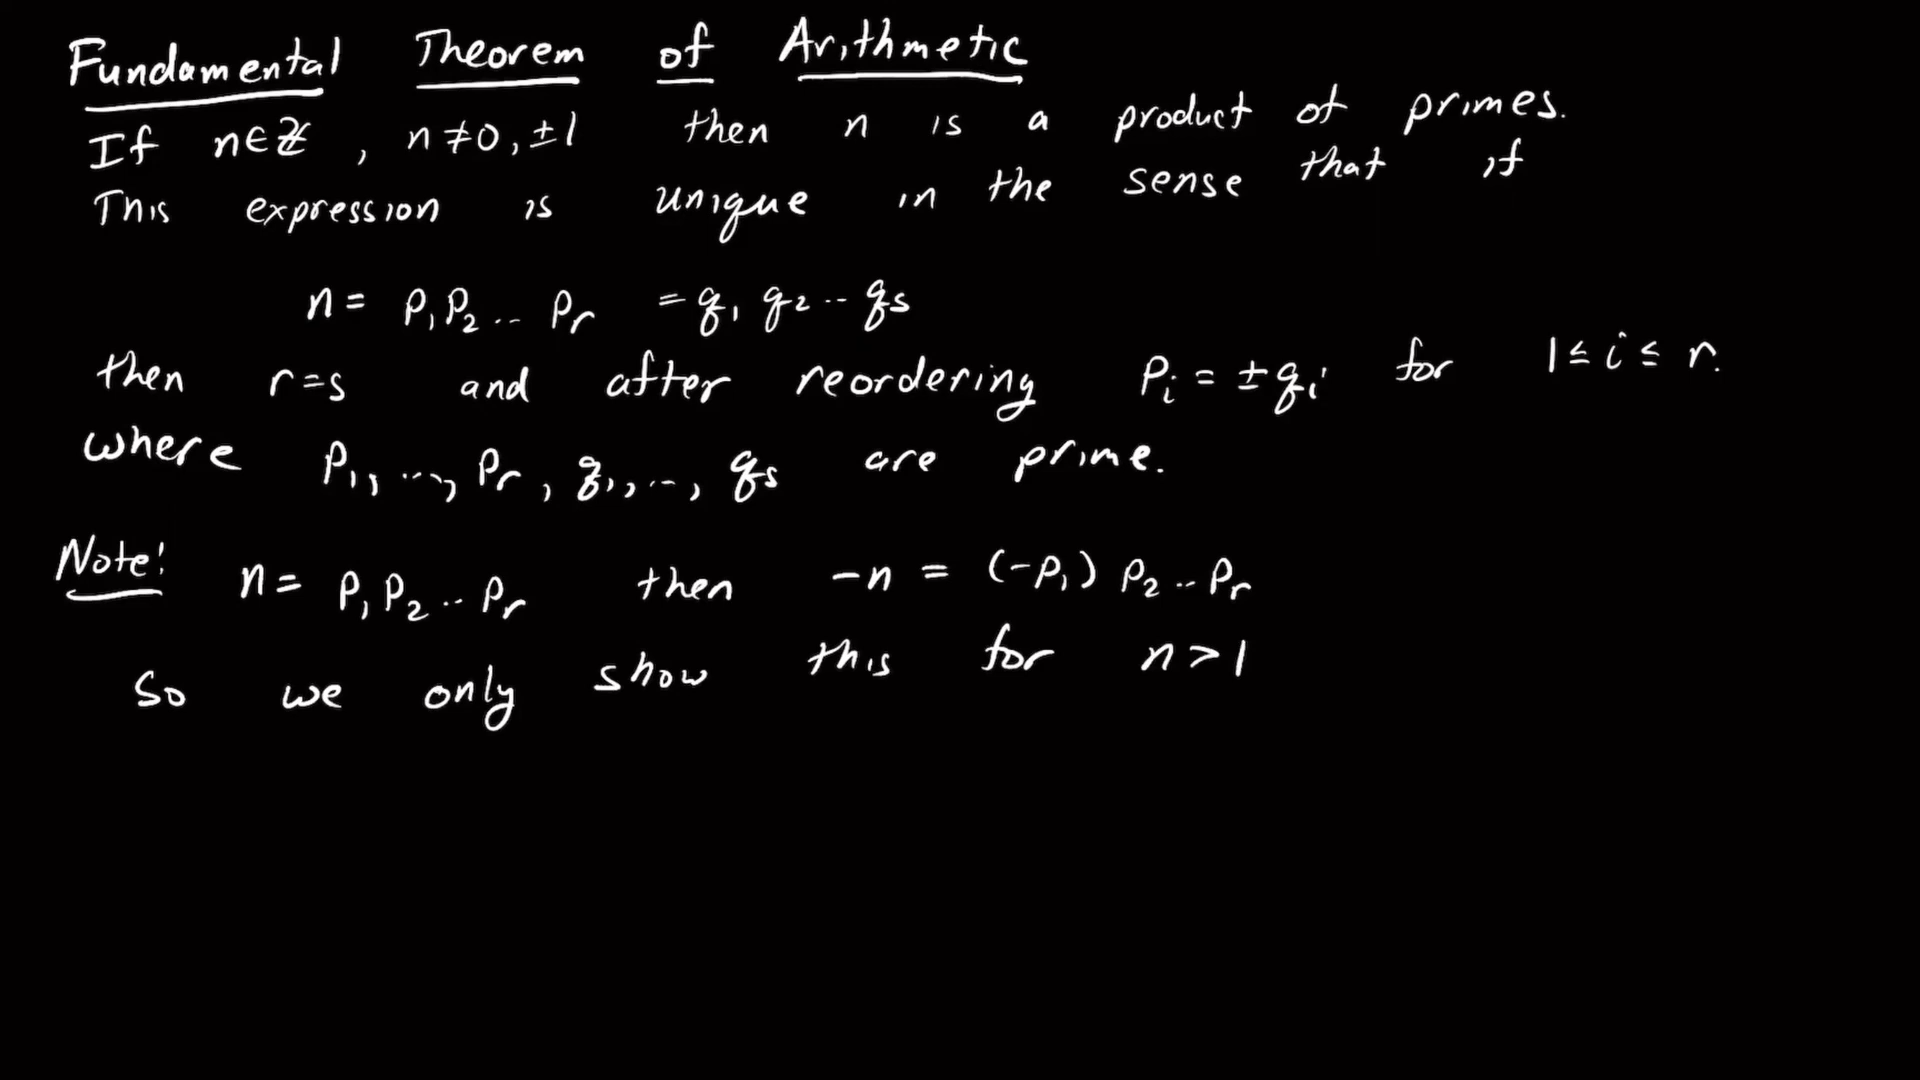 Fundamental Theorem of Arithmetic
If n∈ℤ, n≠0,±1 then n is a product of primes.
This expression is unique in the sense that if
n = p₁p₂...pᵣ = q₁q₂...qₛ
then r=s and after reordering pᵢ = ±qᵢ for 1≤i≤r.
where p₁,...,pᵣ, q₁,...,qₛ are prime.
Note! n = p₁p₂...pᵣ then -n = (-p₁)p₂...pᵣ
So we only show this for n>1